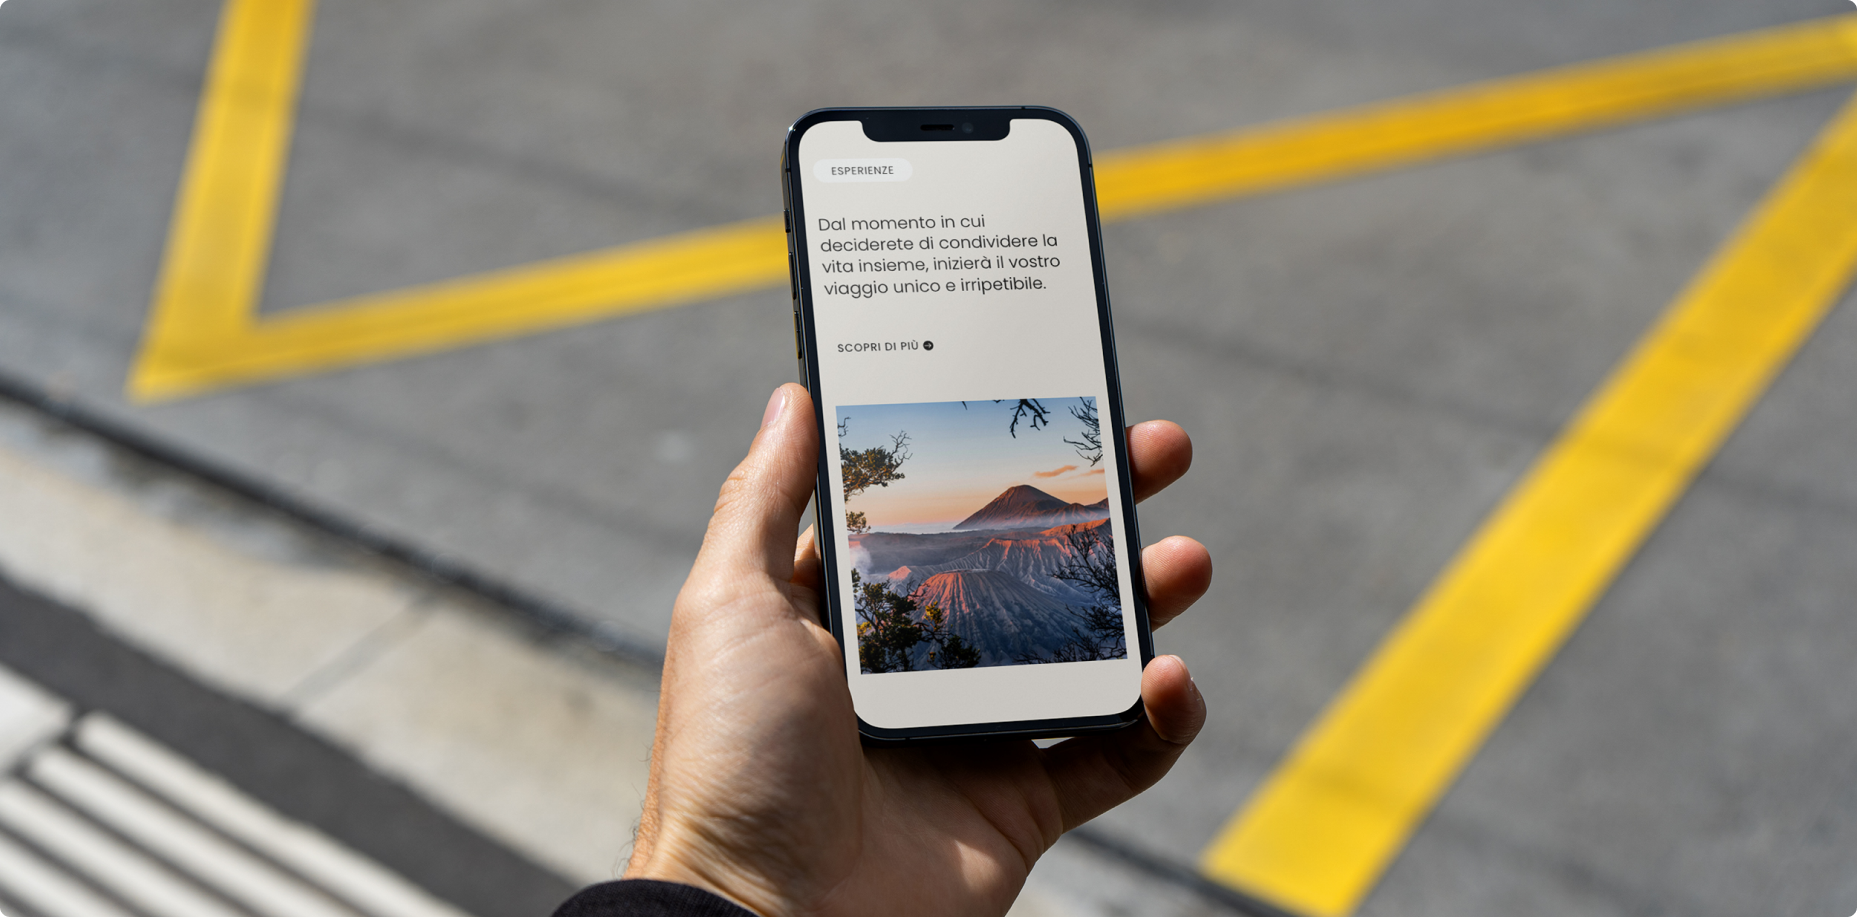 ESPERIENZE
Dal momento in cui
deciderete di condividere la
vita insieme, inizierà il vostro
viaggio unico e irripetibile.
SCOPRI DI PIÙ